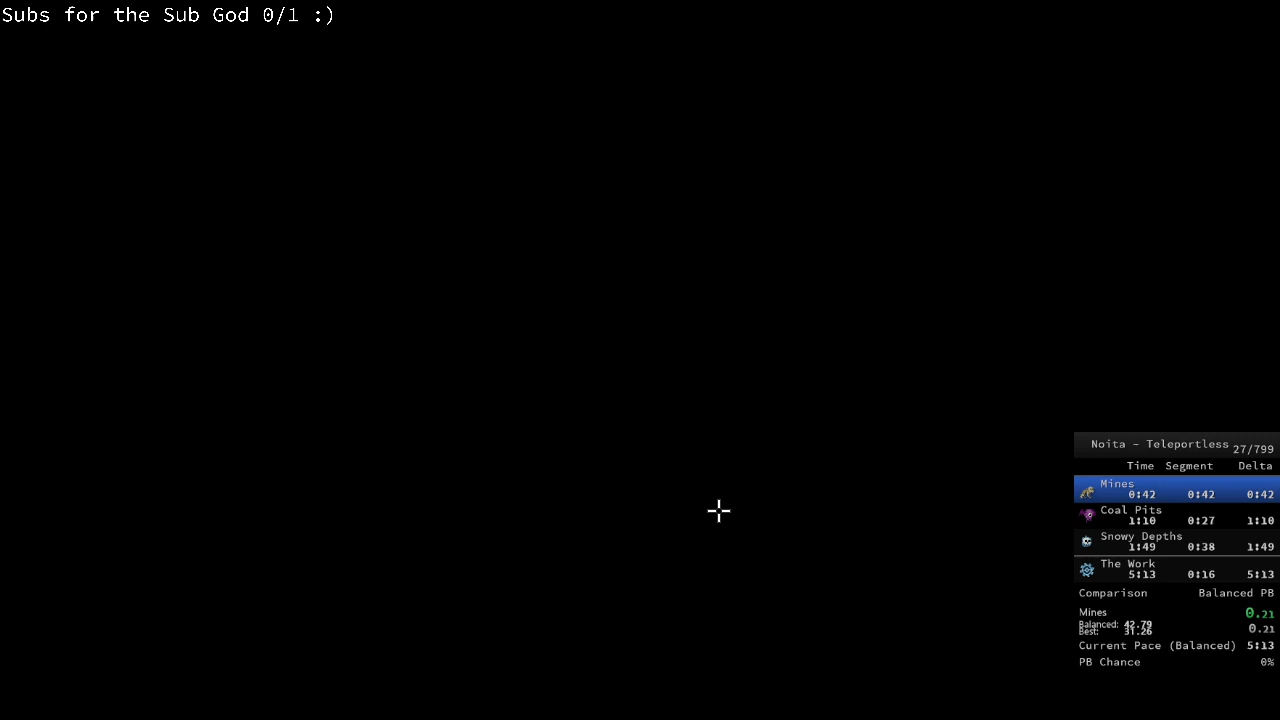 Subs for the Sub God 0/1 :)
Noita - Teleportless 27/799
Time Segment Delta
Mines
0:42 0:42 0:42
Coal Pits
1:10 0:27 1:10
Snowy Depths
1:49 0:38 1:49
The Work
5:13 0:16 5:13
Comparison Balanced PB
Mines 0.21
Balanced: 42.79
Best: 31.26 0.21
Current Pace (Balanced) 5:13
PB Chance 0%